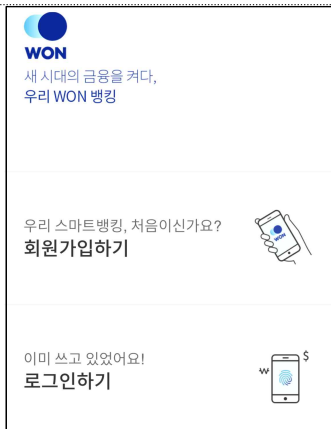 WON
새 시대의 금융을 켜다,
우리 WON 뱅킹
우리 스마트뱅킹, 처음이신가요?
회원가입하기
WON
이미 쓰고 있었어요!
로그인하기
₩
$